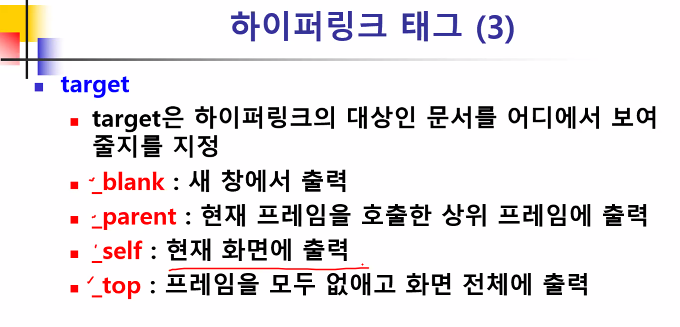 하이퍼링크 태그 (3)
target
target은 하이퍼링크의 대상인 문서를 어디에서 보여
줄지를 지정
_blank : 새 창에서 출력
_parent : 현재 프레임을 호출한 상위 프레임에 출력
_self : 현재 화면에 출력
_top : 프레임을 모두 없애고 화면 전체에 출력